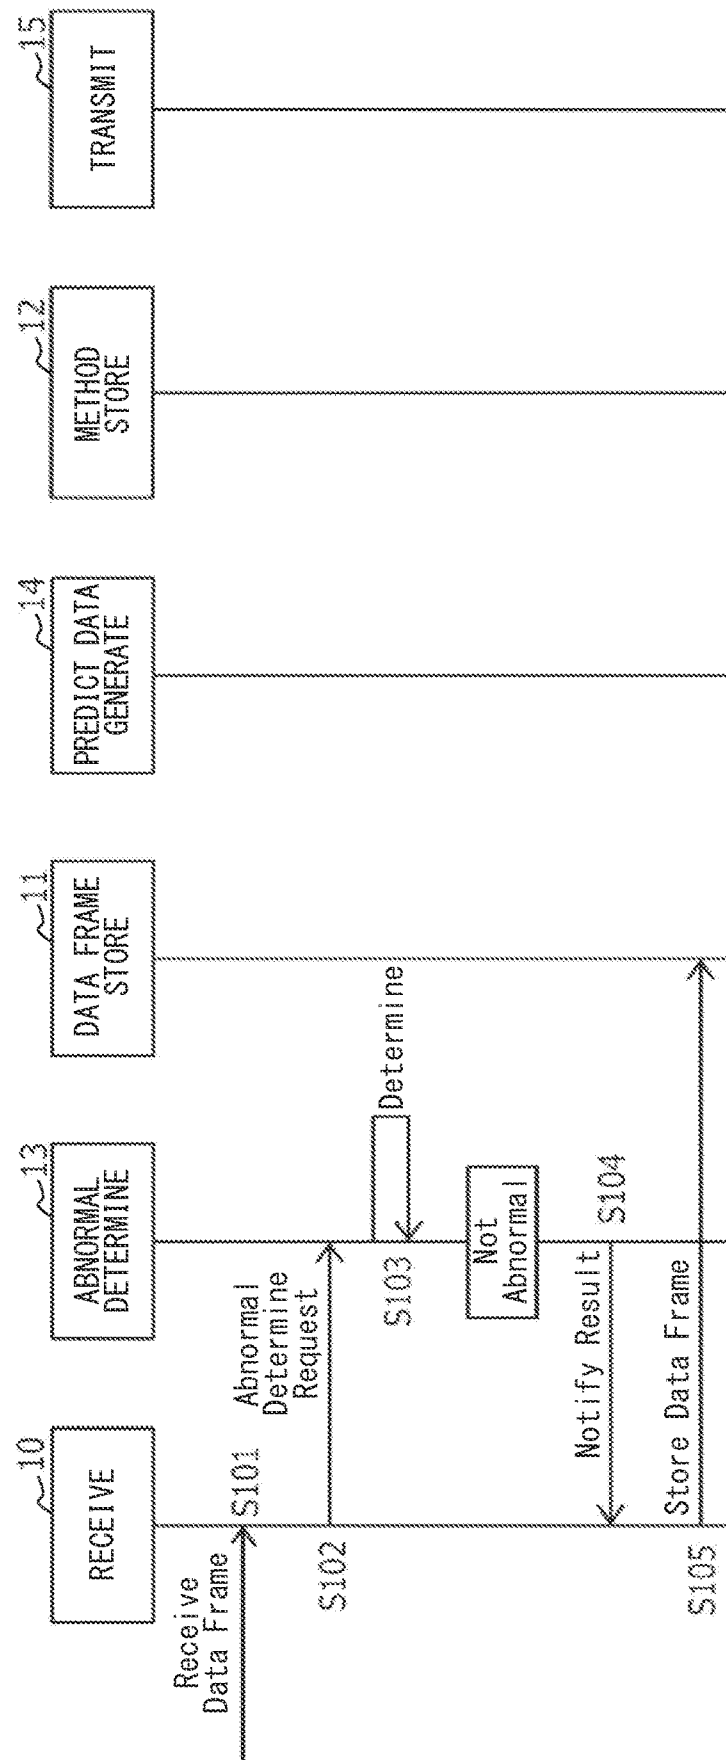 10
RECEIVE
13
ABNORMAL
DETERMINE
11
DATA FRAME
STORE
14
PREDICT DATA
GENERATE
12
METHOD
STORE
15
TRANSMIT
Receive
Data Frame
S101
S102
Abnormal
Determine
Request
S103
Determine
Not
Abnormal
Notify Result
S104
S105
Store Data Frame